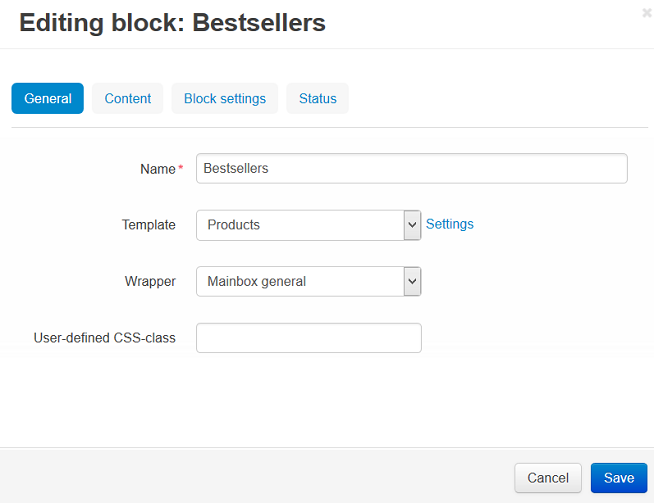 Editing block: Bestsellers
General Content Block settings Status
Name * Bestsellers
Template Products Settings
Wrapper Mainbox general
User-defined CSS-class
Cancel Save